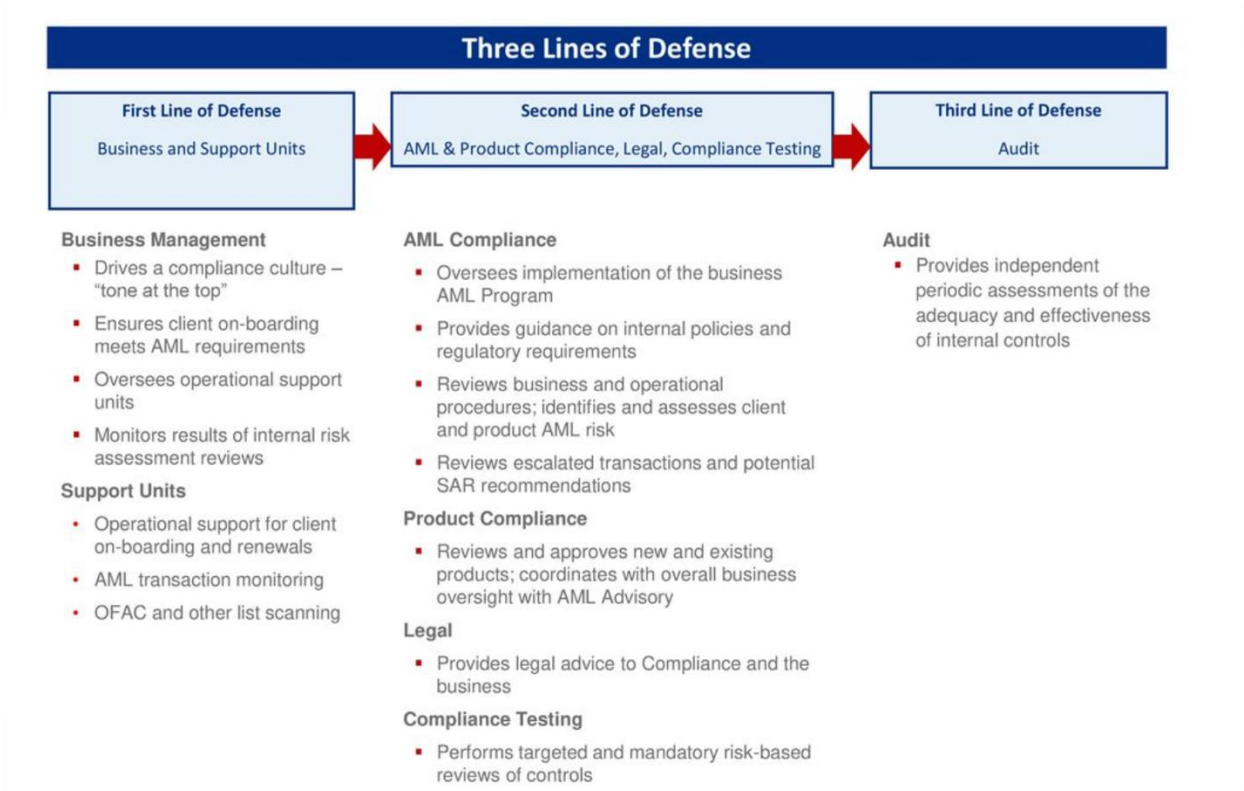 Three Lines of Defense
First Line of Defense
Business and Support Units
Second Line of Defense
AML & Product Compliance, Legal, Compliance Testing
Third Line of Defense
Audit
Business Management
▪ Drives a compliance culture –
“tone at the top”
▪ Ensures client on-boarding
meets AML requirements
▪ Oversees operational support
units
▪ Monitors results of internal risk
assessment reviews
Support Units
• Operational support for client
on-boarding and renewals
• AML transaction monitoring
• OFAC and other list scanning
AML Compliance
▪ Oversees implementation of the business
AML Program
▪ Provides guidance on internal policies and
regulatory requirements
▪ Reviews business and operational
procedures; identifies and assesses client
and product AML risk
▪ Reviews escalated transactions and potential
SAR recommendations
Product Compliance
▪ Reviews and approves new and existing
products; coordinates with overall business
oversight with AML Advisory
Legal
▪ Provides legal advice to Compliance and the
business
Compliance Testing
▪ Performs targeted and mandatory risk-based
reviews of controls
Audit
▪ Provides independent
periodic assessments of the
adequacy and effectiveness
of internal controls